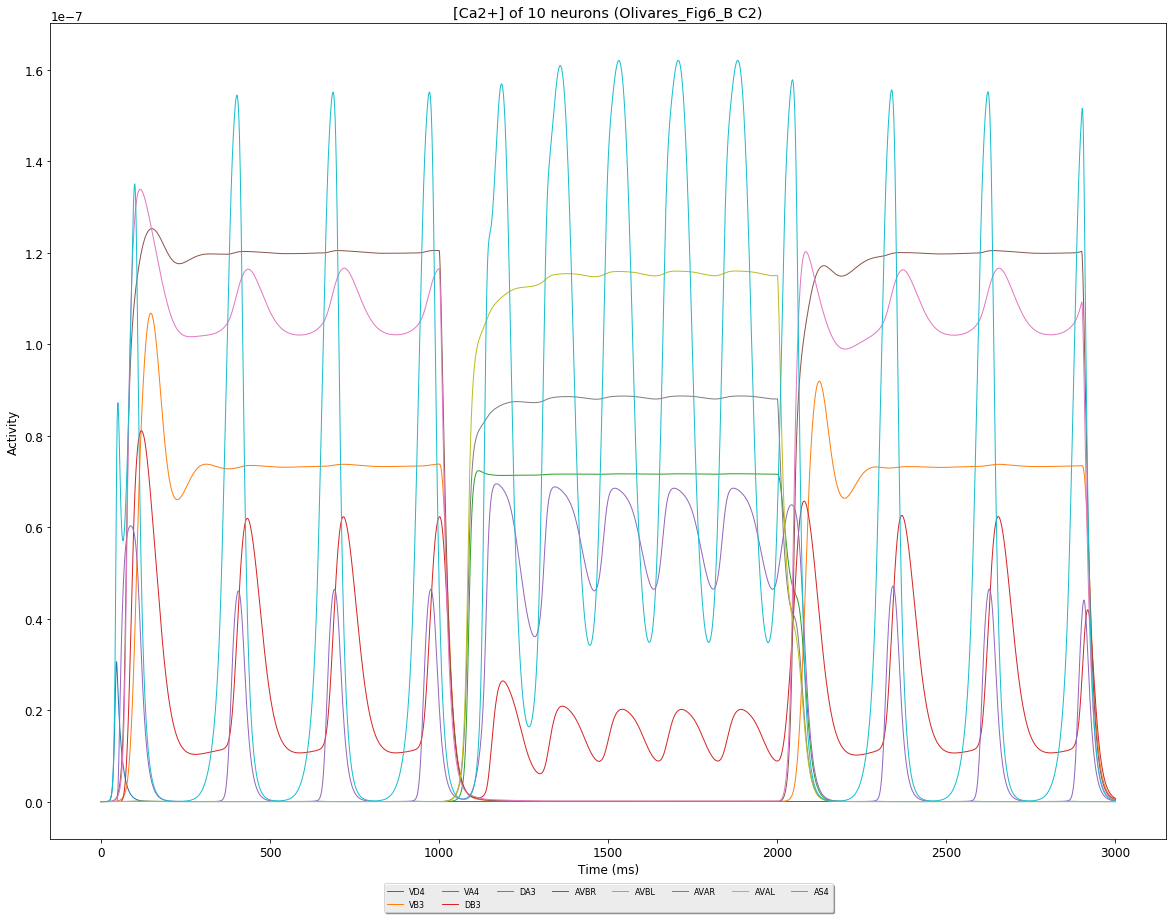 [Ca2+] of 10 neurons (Olivares_Fig6_B C2)
1e−7
1.6
1.4
1.2
1.0
0.8
0.6
0.4
0.2
0.0
Activity
0 500 1000 1500 2000 2500 3000
Time (ms)
VD4 VA4 DA3 AVBR AVBL AVAR AVAL AS4
VB3 DB3